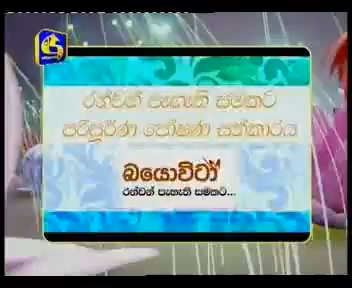 රන්වන් පැහැති සමකට
පරිපූර්ණ පෝෂණ සත්කාරය
බයොවිටා
රන්වන් පැහැති සමකට...